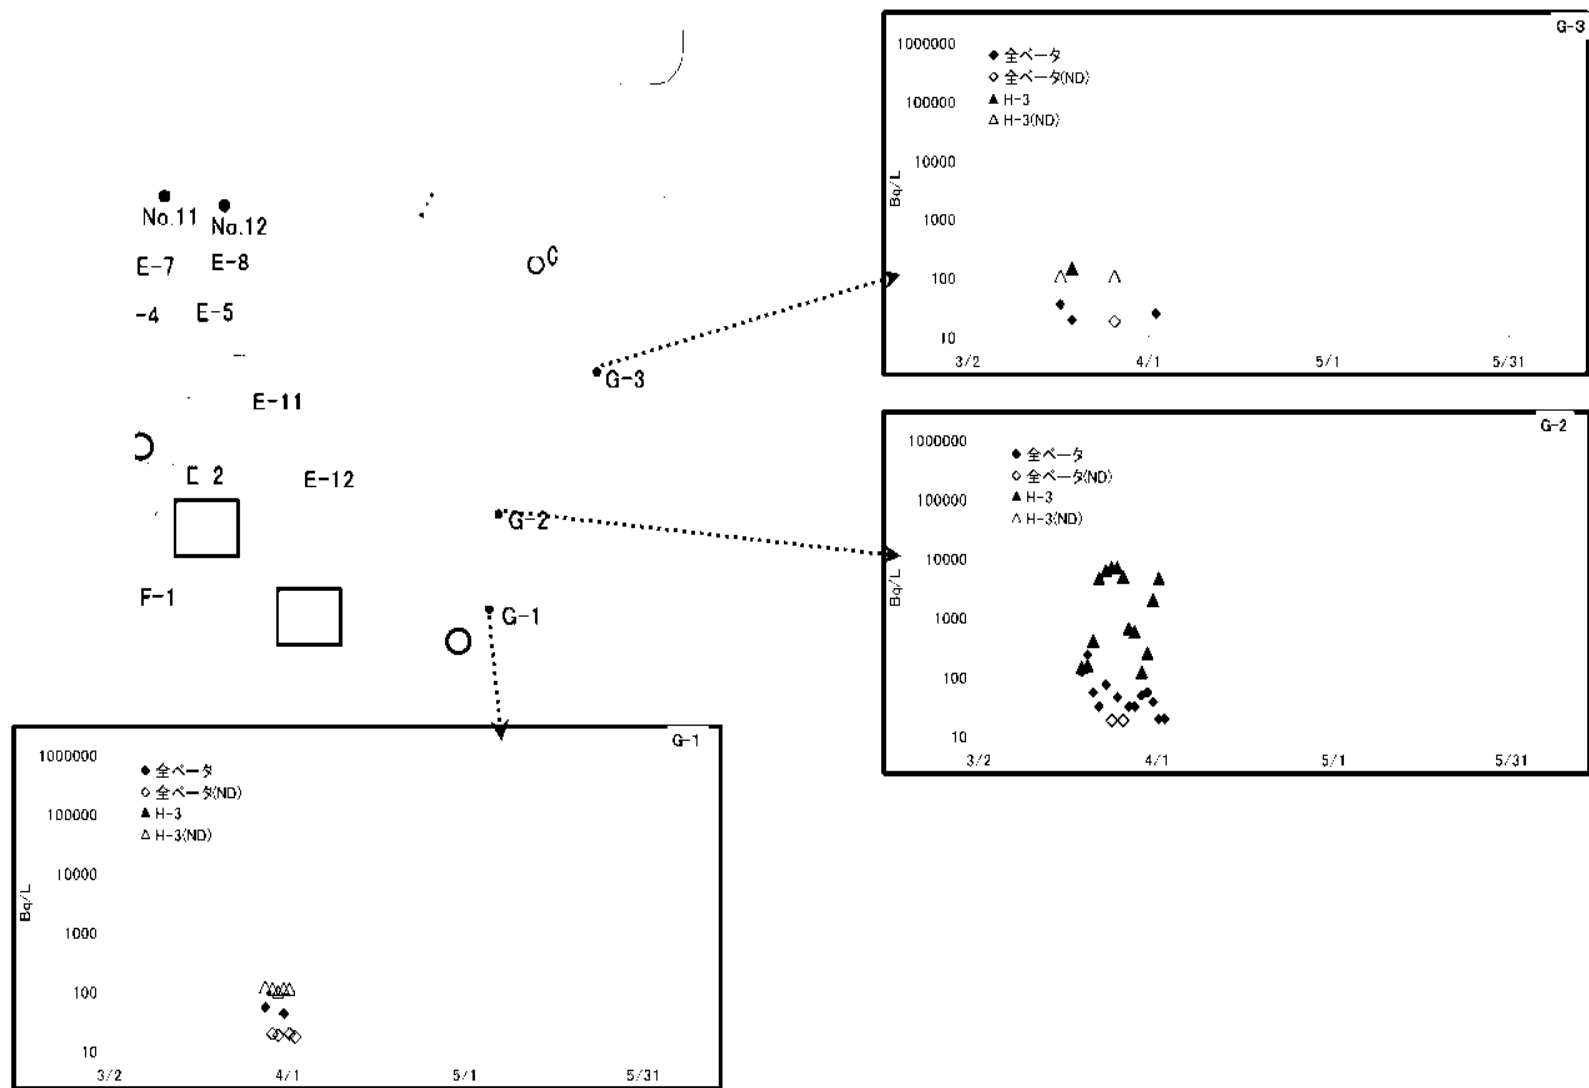 No.11
No.12
E-7
E-8
-4
E-5
C
G-3
E-11
E-12
G-2
F-1
G-1
G-3
1000000
100000
10000
1000
100
10
Bq/L
◆ 全ベータ
◇ 全ベータ(ND)
▲ H-3
△ H-3(ND)
3/2
4/1
5/1
5/31
G-2
1000000
100000
10000
1000
100
10
Bq/L
◆ 全ベータ
◇ 全ベータ(ND)
▲ H-3
△ H-3(ND)
3/2
4/1
5/1
5/31
G-1
1000000
100000
10000
1000
100
10
Bq/L
◆ 全ベータ
◇ 全ベータ(ND)
▲ H-3
△ H-3(ND)
3/2
4/1
5/1
5/31